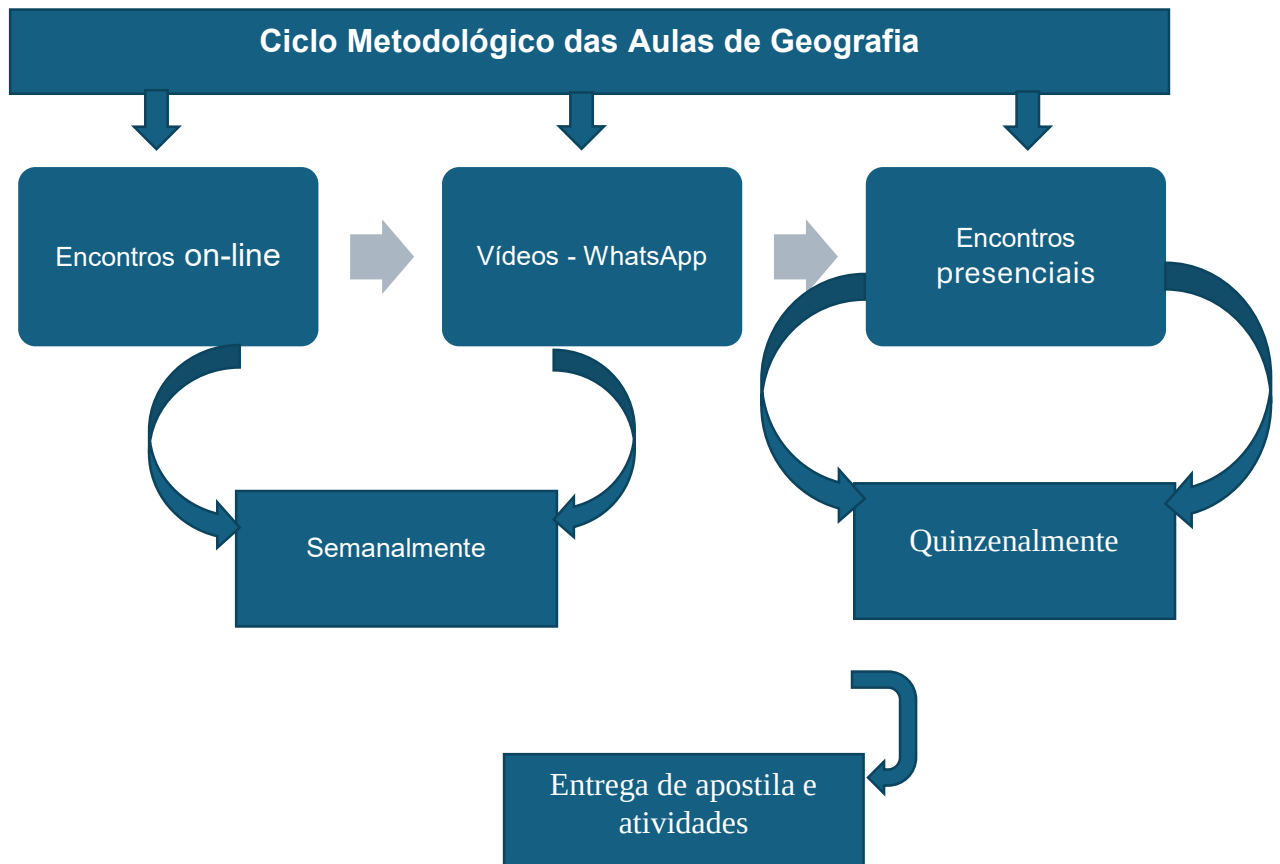 Ciclo Metodológico das Aulas de Geografia
Encontros on-line
Vídeos - WhatsApp
Encontros
presenciais
Semanalmente
Quinzenalmente
Entrega de apostila e
atividades